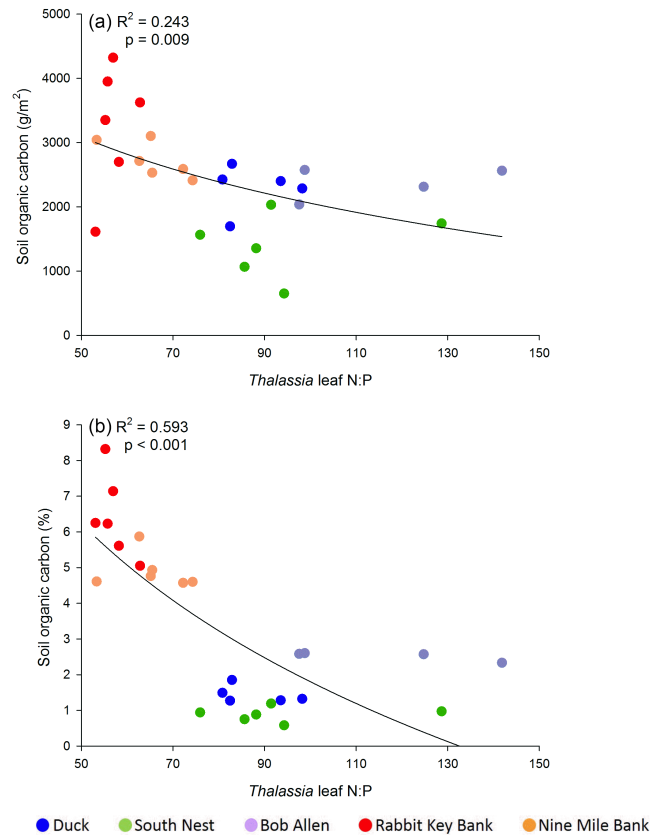 (a) R² = 0.243
p = 0.009
5000
4000
3000
2000
1000
0
Soil organic carbon (g/m²)
50 70 90 110 130 150
Thalassia leaf N:P
(b) R² = 0.593
p < 0.001
9
8
7
6
5
4
3
2
1
0
Soil organic carbon (%)
50 70 90 110 130 150
Thalassia leaf N:P
Duck South Nest Bob Allen Rabbit Key Bank Nine Mile Bank